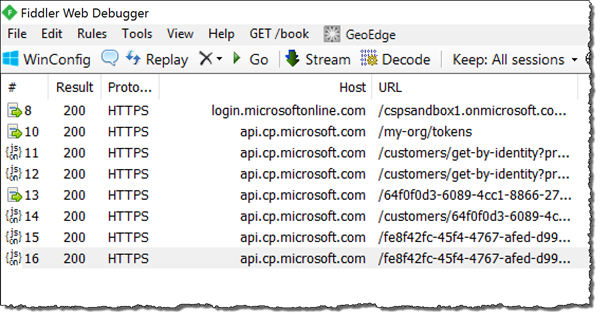 Fiddler Web Debugger
File Edit Rules Tools View Help GET /book GeoEdge
WinConfig Replay Go Stream Decode Keep: All sessions
# Result Proto... Host URL
8 200 HTTPS login.microsoftonline.com /cspsandbox1.onmicrosoft.co...
10 200 HTTPS api.cp.microsoft.com /my-org/tokens
11 200 HTTPS api.cp.microsoft.com /customers/get-by-identity?pr...
12 200 HTTPS api.cp.microsoft.com /customers/get-by-identity?pr...
13 200 HTTPS api.cp.microsoft.com /64f0f0d3-6089-4cc1-8866-27...
14 200 HTTPS api.cp.microsoft.com /customers/64f0f0d3-6089-4c...
15 200 HTTPS api.cp.microsoft.com /fe8f42fc-45f4-4767-afed-d99...
16 200 HTTPS api.cp.microsoft.com /fe8f42fc-45f4-4767-afed-d99...